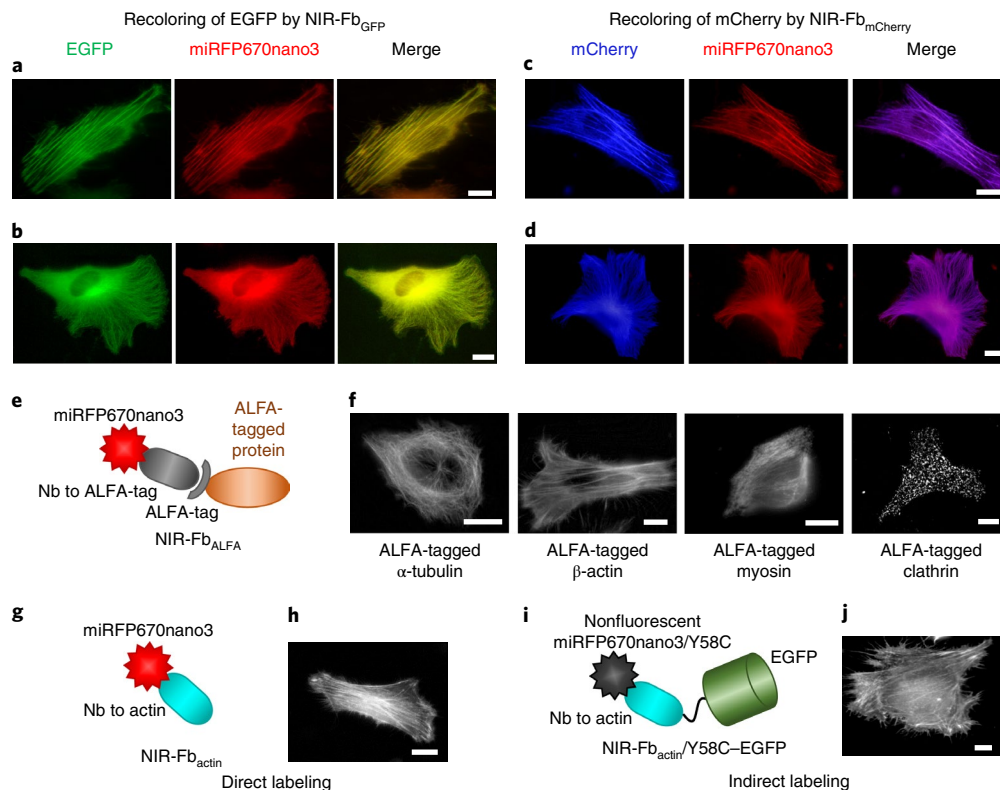 Recoloring of EGFP by NIR-FbGFP
Recoloring of mCherry by NIR-FbmCherry
EGFP
miRFP670nano3
Merge
mCherry
miRFP670nano3
Merge
a
c
b
d
e
miRFP670nano3
ALFA-
tagged
protein
Nb to ALFA-tag
ALFA-tag
NIR-FbALFA
f
ALFA-tagged
α-tubulin
ALFA-tagged
β-actin
ALFA-tagged
myosin
ALFA-tagged
clathrin
g
miRFP670nano3
Nb to actin
NIR-Fbactin
h
Direct labeling
i
Nonfluorescent
miRFP670nano3/Y58C
EGFP
Nb to actin
NIR-Fbactin/Y58C–EGFP
j
Indirect labeling